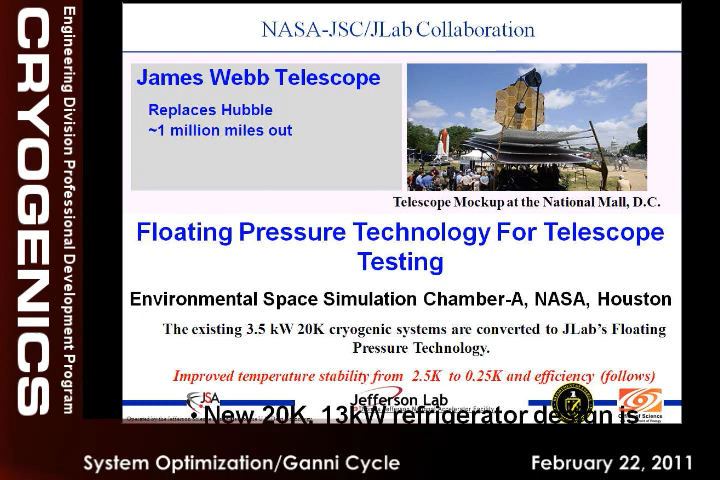 CRYOGENICS
Engineering Division Professional Development Program
NASA-JSC/JLab Collaboration
James Webb Telescope
Replaces Hubble
~1 million miles out
Telescope Mockup at the National Mall, D.C.
Floating Pressure Technology For Telescope
Testing
Environmental Space Simulation Chamber-A, NASA, Houston
The existing 3.5 kW 20K cryogenic systems are converted to JLab's Floating
Pressure Technology.
Improved temperature stability from 2.5K to 0.25K and efficiency (follows)
JSA
Jefferson Lab
Office of Science
• New 20K, 13kW refrigerator design is
System Optimization/Ganni Cycle
February 22, 2011